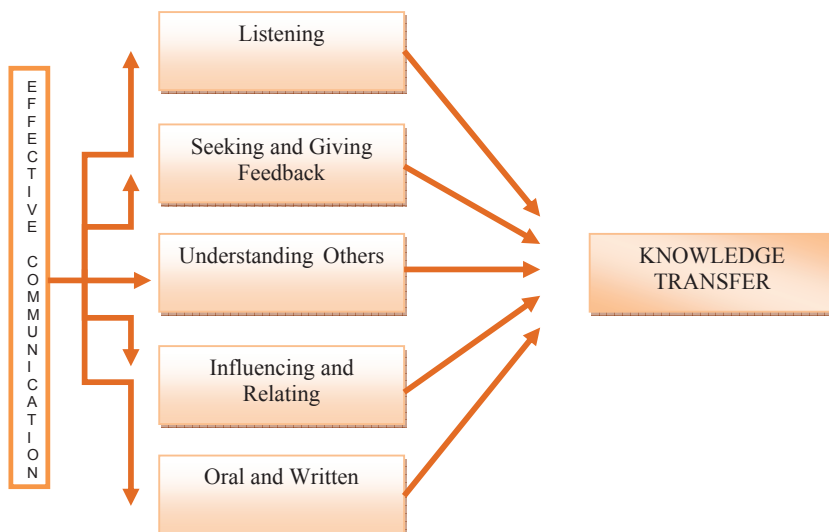 EFFECTIVE COMMUNICATION
Listening
Seeking and Giving
Feedback
Understanding Others
Influencing and
Relating
Oral and Written
KNOWLEDGE
TRANSFER